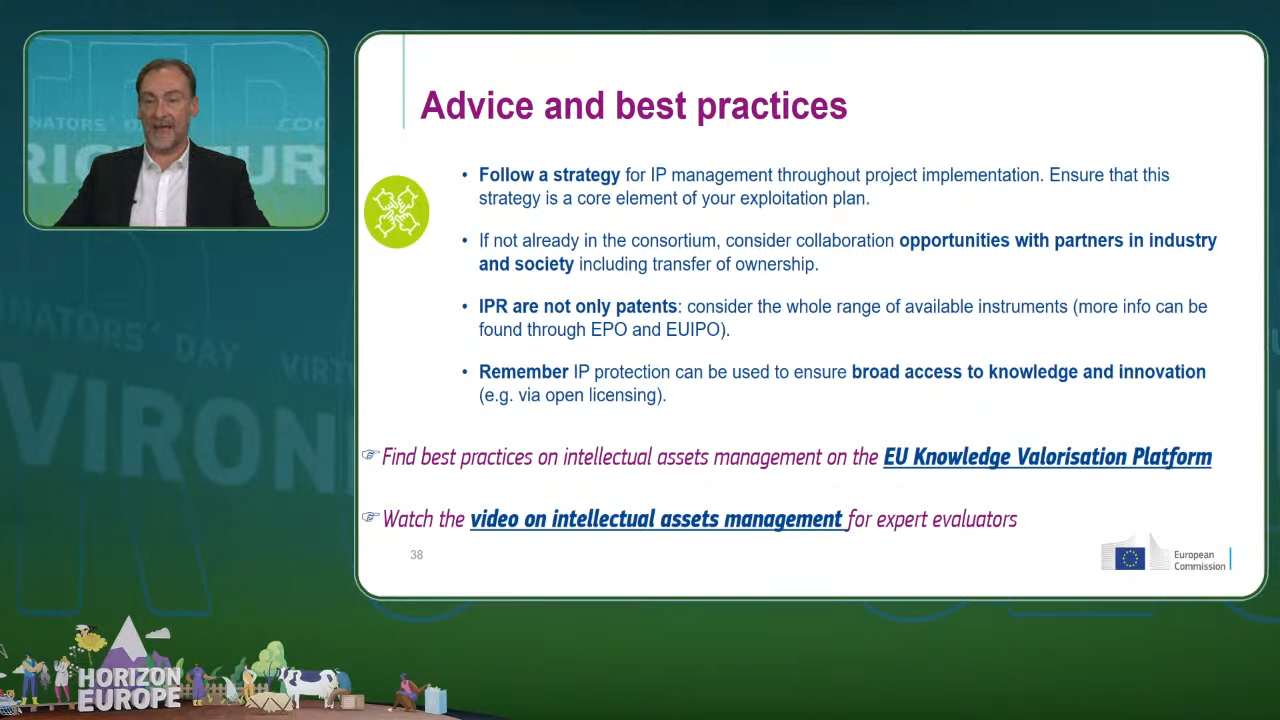 Advice and best practices
• Follow a strategy for IP management throughout project implementation. Ensure that this
strategy is a core element of your exploitation plan.
• If not already in the consortium, consider collaboration opportunities with partners in industry
and society including transfer of ownership.
• IPR are not only patents: consider the whole range of available instruments (more info can be
found through EPO and EUIPO).
• Remember IP protection can be used to ensure broad access to knowledge and innovation
(e.g. via open licensing).
☞ Find best practices on intellectual assets management on the EU Knowledge Valorisation Platform
☞ Watch the video on intellectual assets management for expert evaluators
38
European
Commission
DAY
HORIZON
EUROPE